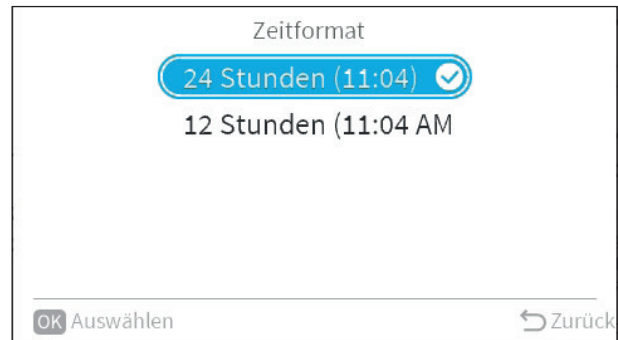 Zeitformat
24 Stunden (11:04)
12 Stunden (11:04 AM
OK Auswählen
Zurück